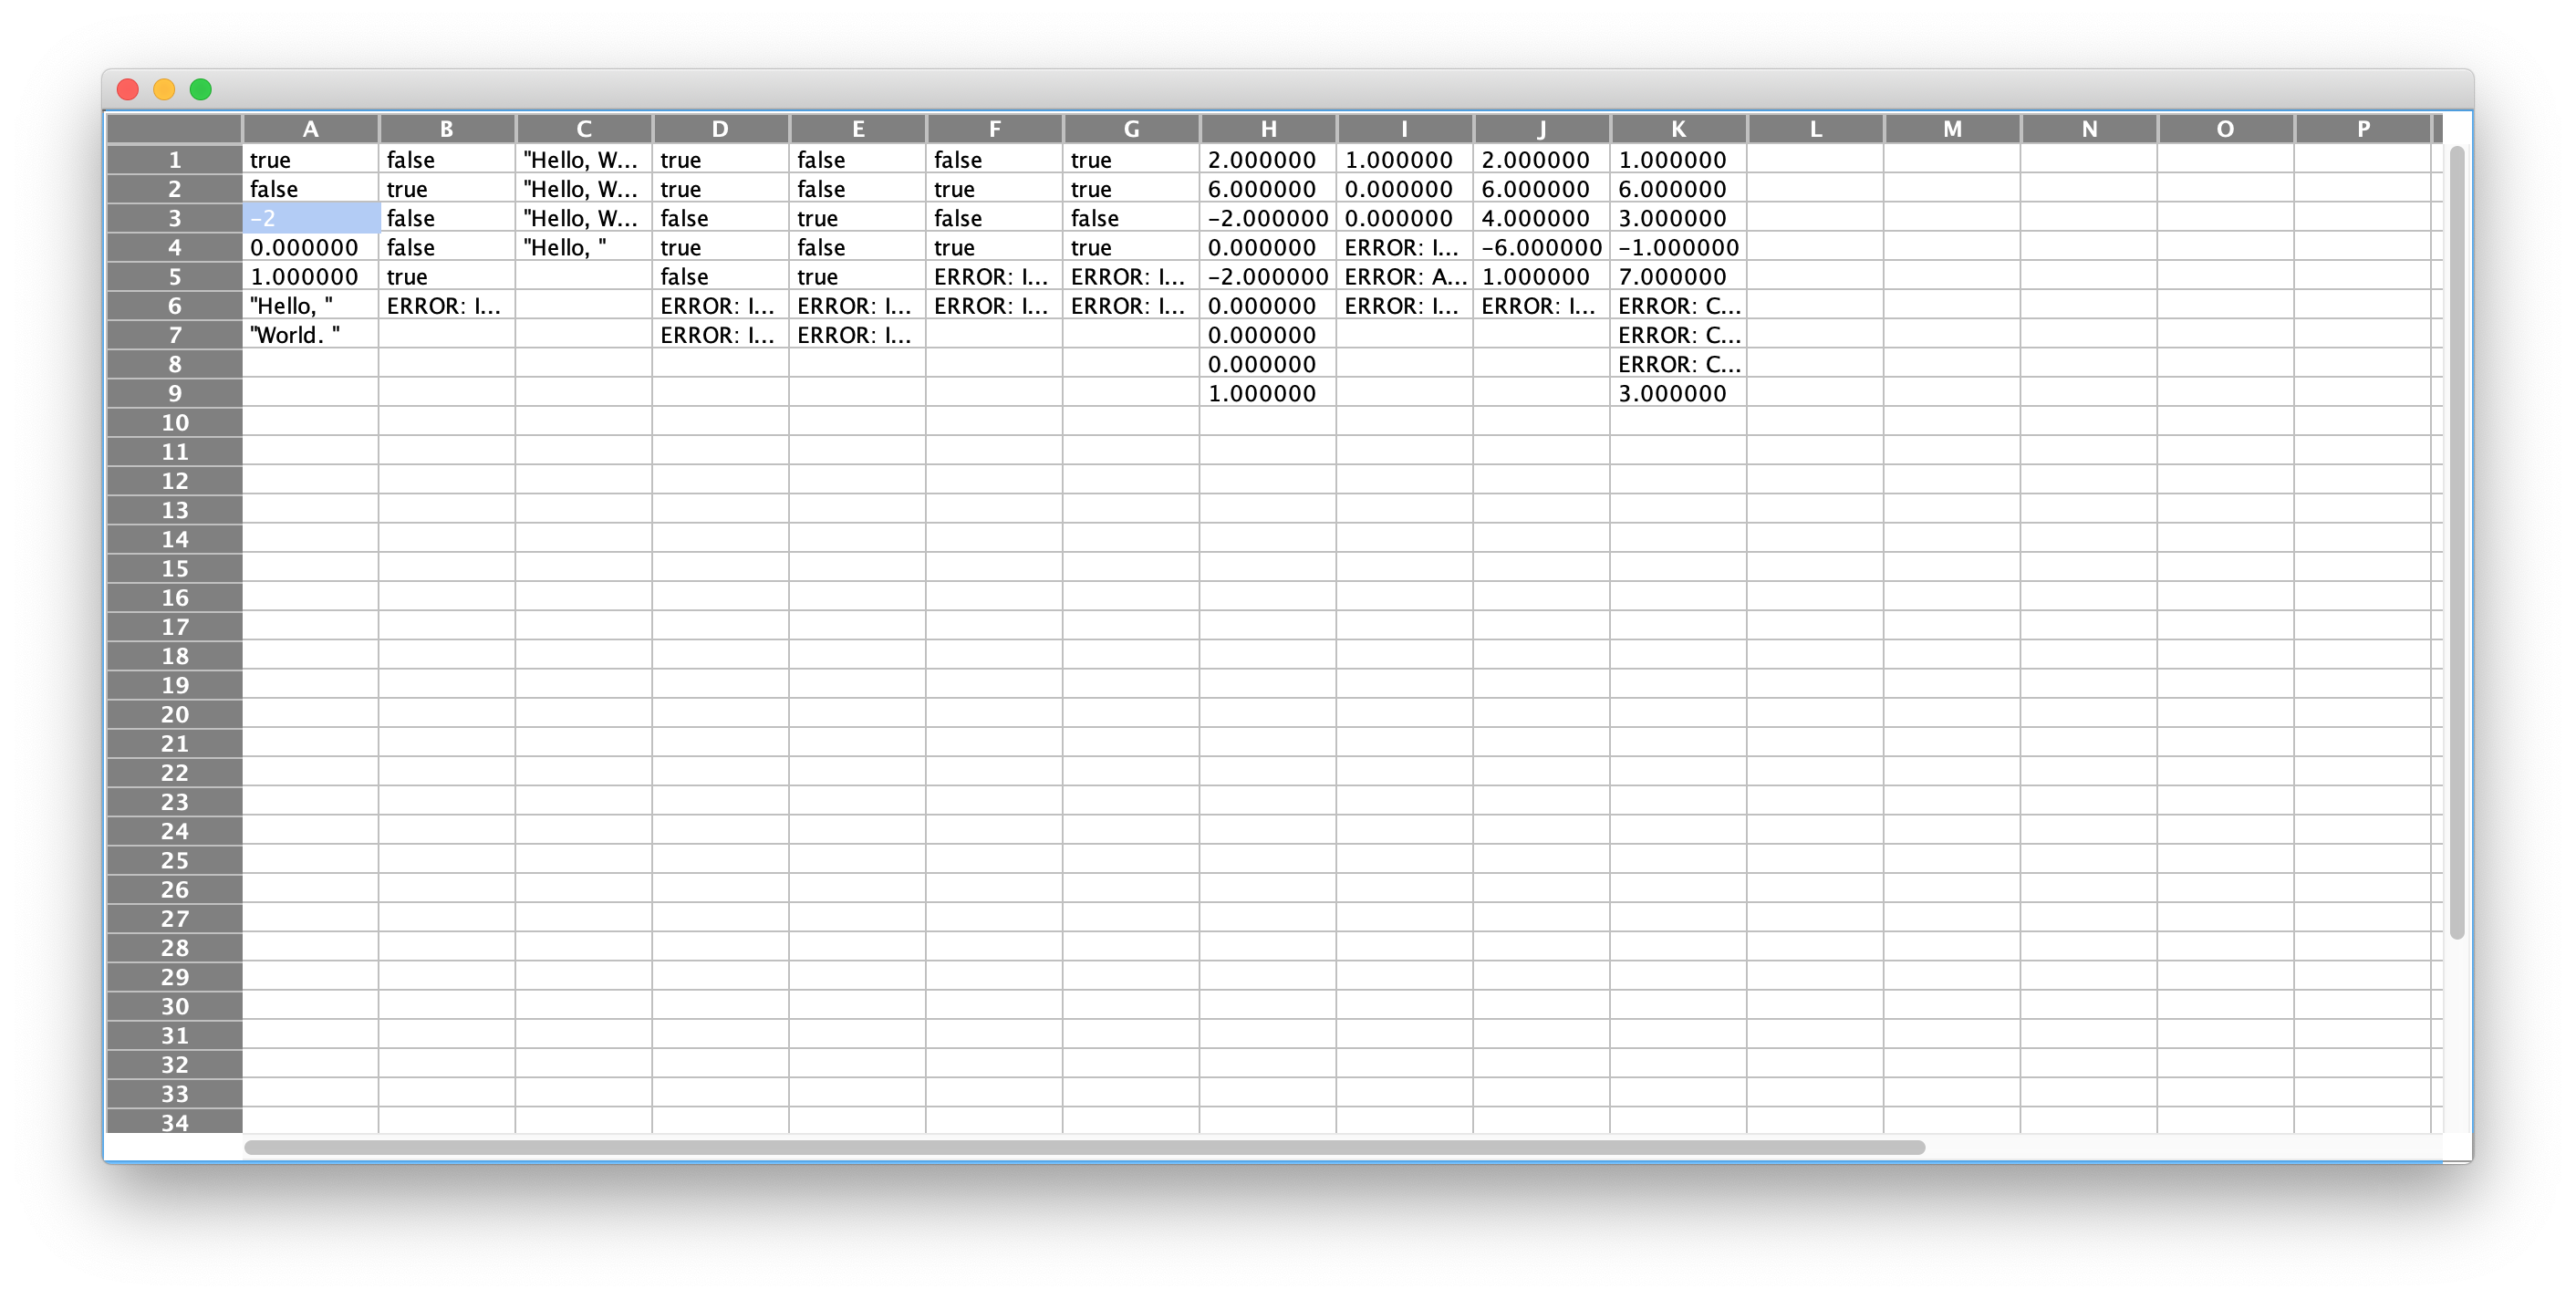 A B C D E F G H I J K L M N O P
1 true false "Hello, W... true false false true 2.000000 1.000000 2.000000 1.000000
2 false true "Hello, W... true false true true 6.000000 0.000000 6.000000 6.000000
3 -2 false "Hello, W... false true false false -2.000000 0.000000 4.000000 3.000000
4 0.000000 false "Hello, " true false true true 0.000000 ERROR: I... -6.000000 -1.000000
5 1.000000 true false true ERROR: I... ERROR: I... -2.000000 ERROR: A... 1.000000 7.000000
6 "Hello, " ERROR: I... ERROR: I... ERROR: I... ERROR: I... ERROR: I... 0.000000 ERROR: I... ERROR: I... ERROR: C...
7 "World. " ERROR: I... ERROR: I... 0.000000 ERROR: C...
8 0.000000 ERROR: C...
9 1.000000 3.000000
10
11
12
13
14
15
16
17
18
19
20
21
22
23
24
25
26
27
28
29
30
31
32
33
34